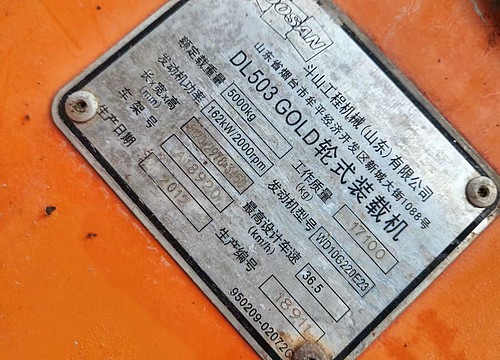 斗山工程机械(山东)有限公司
山东省烟台市牟平经济开发区新城大街1088号
DL503 GOLD轮式装载机
额定载重量 5000kg 工作质量(kg) 17100
发动机功率 162kW/2000rpm 发动机型号 WD10G220E23
长宽x高(mm) 最高设计车速(km/h) 36.5
车架号 生产编号 1891
生产日期 2012
950209-02072C